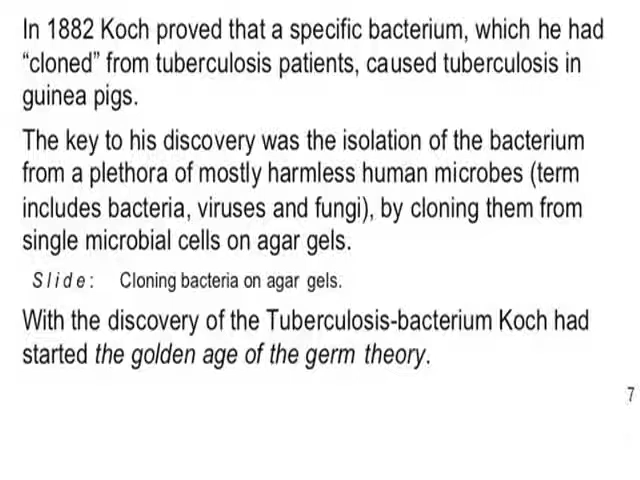 In 1882 Koch proved that a specific bacterium, which he had
“cloned” from tuberculosis patients, caused tuberculosis in
guinea pigs.
The key to his discovery was the isolation of the bacterium
from a plethora of mostly harmless human microbes (term
includes bacteria, viruses and fungi), by cloning them from
single microbial cells on agar gels.
Slide: Cloning bacteria on agar gels.
With the discovery of the Tuberculosis-bacterium Koch had
started the golden age of the germ theory.
7